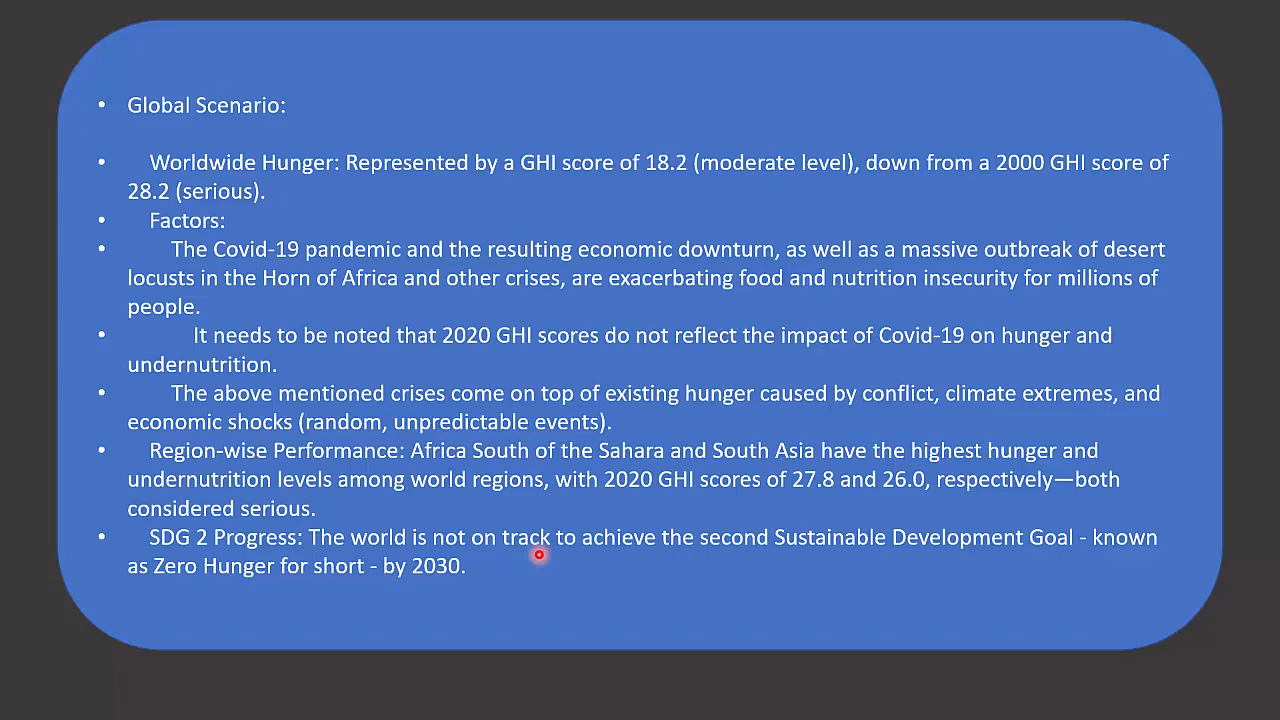 • Global Scenario:
• Worldwide Hunger: Represented by a GHI score of 18.2 (moderate level), down from a 2000 GHI score of
28.2 (serious).
• Factors:
• The Covid-19 pandemic and the resulting economic downturn, as well as a massive outbreak of desert
locusts in the Horn of Africa and other crises, are exacerbating food and nutrition insecurity for millions of
people.
• It needs to be noted that 2020 GHI scores do not reflect the impact of Covid-19 on hunger and
undernutrition.
• The above mentioned crises come on top of existing hunger caused by conflict, climate extremes, and
economic shocks (random, unpredictable events).
• Region-wise Performance: Africa South of the Sahara and South Asia have the highest hunger and
undernutrition levels among world regions, with 2020 GHI scores of 27.8 and 26.0, respectively—both
considered serious.
• SDG 2 Progress: The world is not on track to achieve the second Sustainable Development Goal - known
as Zero Hunger for short - by 2030.